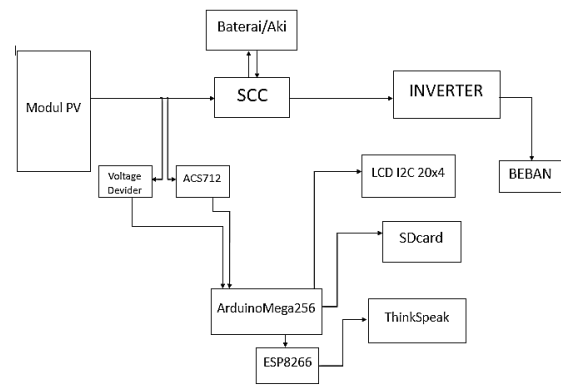 Baterai/Aki
Modul PV
SCC
INVERTER
Voltage
Devider
ACS712
LCD I2C 20x4
BEBAN
SDcard
ArduinoMega256
ThinkSpeak
ESP8266